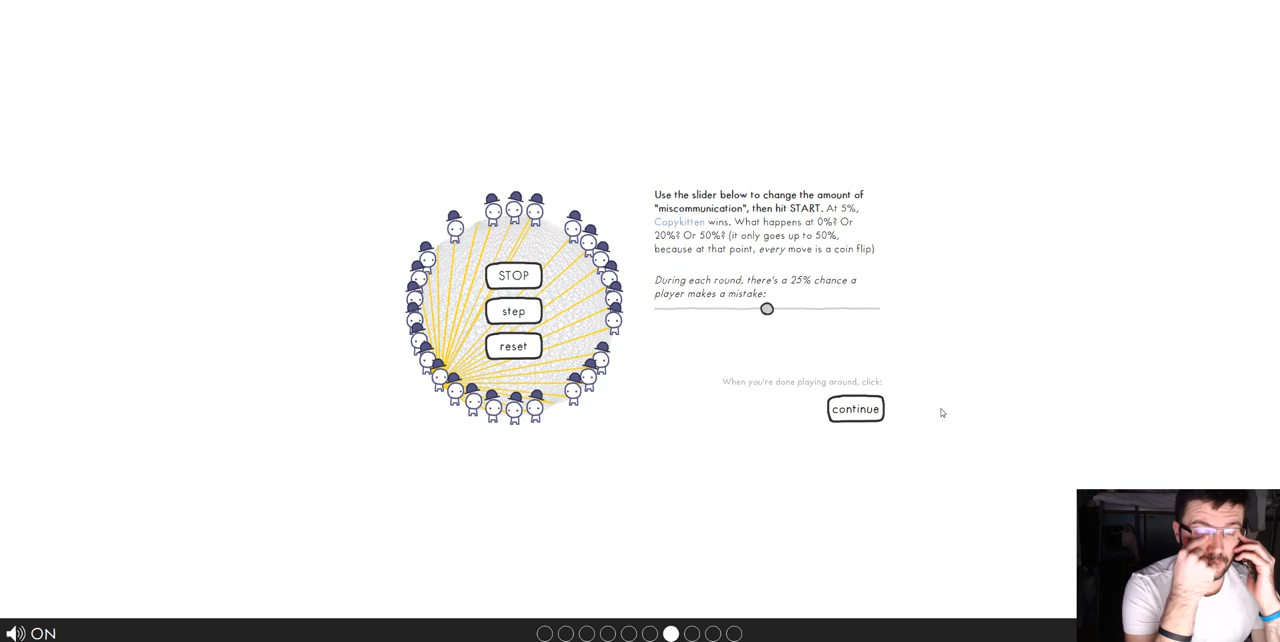 Use the slider below to change the amount of
"miscommunication", then hit START. At 5%,
Copykitten wins. What happens at 0%? Or
20%? Or 50%? (it only goes up to 50%,
because at that point, every move is a coin flip)
During each round, there's a 25% chance a
player makes a mistake:
STOP
step
reset
When you're done playing around, click:
continue
ON